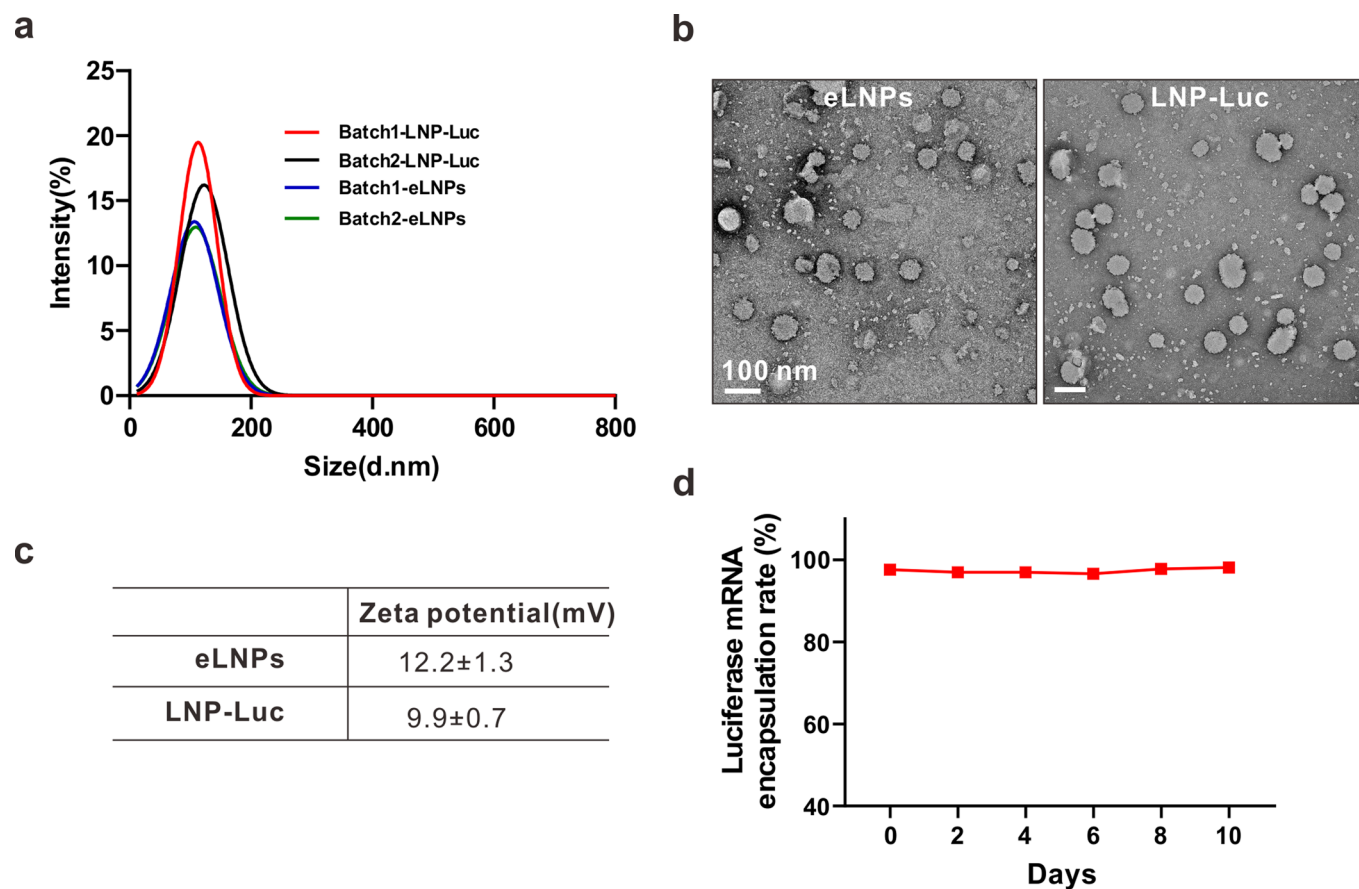 a
25
20
15
10
5
0
Intensity(%)
0 200 400 600 800
Size(d.nm)
Batch1-LNP-Luc
Batch2-LNP-Luc
Batch1-eLNPs
Batch2-eLNPs
b
eLNPs
100 nm
LNP-Luc
c
Zeta potential(mV)
eLNPs 12.2±1.3
LNP-Luc 9.9±0.7
d
Luciferase mRNA
encapsulation rate (%)
100
80
60
40
0 2 4 6 8 10
Days